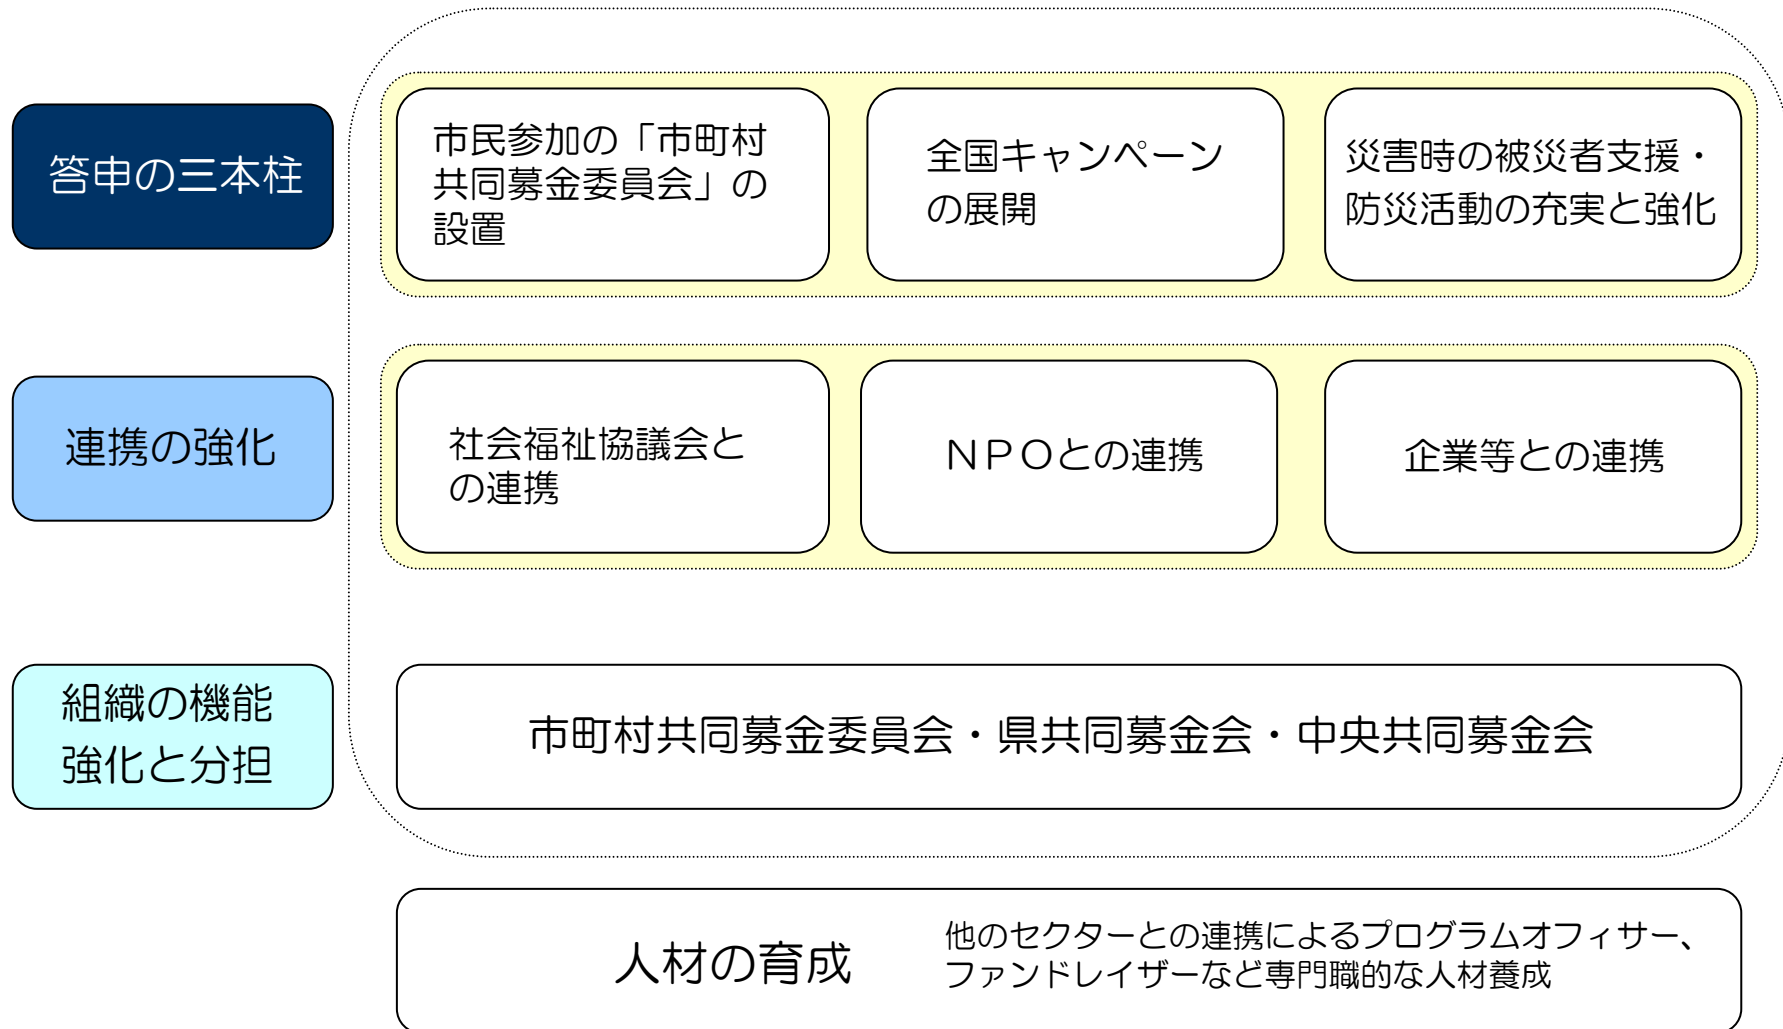 答申の三本柱
市民参加の「市町村
共同募金委員会」の
設置
全国キャンペーン
の展開
災害時の被災者支援・
防災活動の充実と強化
連携の強化
社会福祉協議会と
の連携
ＮＰＯとの連携
企業等との連携
組織の機能
強化と分担
市町村共同募金委員会・県共同募金会・中央共同募金会
人材の育成
他のセクターとの連携によるプログラムオフィサー、
ファンドレイザーなど専門職的な人材養成